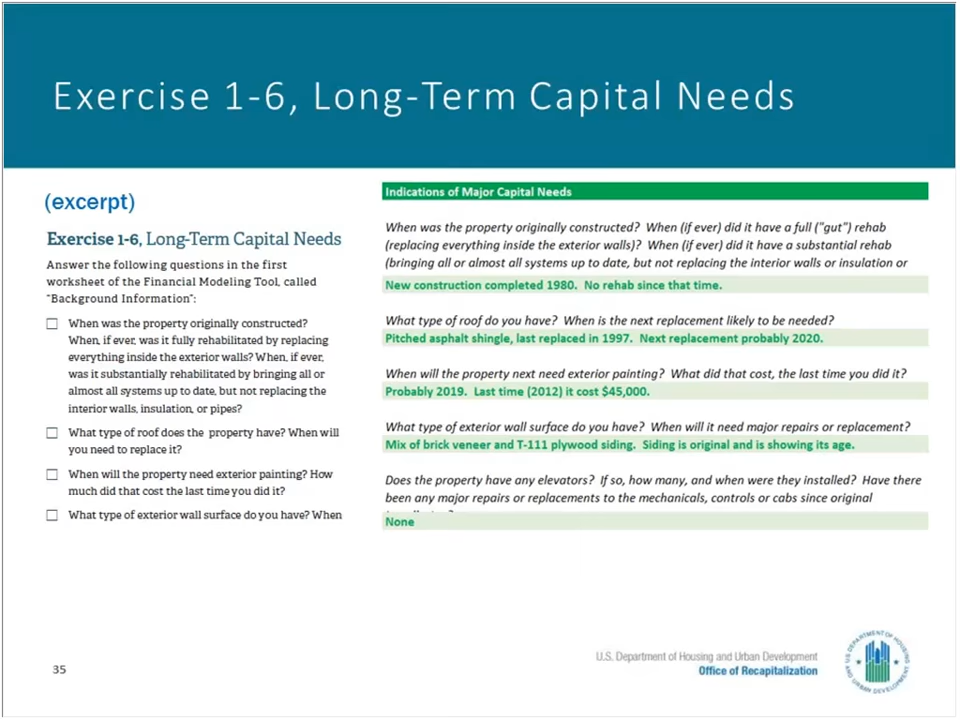 Exercise 1-6, Long-Term Capital Needs
(excerpt)
Exercise 1-6, Long-Term Capital Needs
Answer the following questions in the first
worksheet of the Financial Modeling Tool, called
"Background Information":
When was the property originally constructed?
When, if ever, was it fully rehabilitated by replacing
everything inside the exterior walls? When, if ever,
was it substantially rehabilitated by bringing all or
almost all systems up to date, but not replacing the
interior walls, insulation, or pipes?
What type of roof does the property have? When will
you need to replace it?
When will the property need exterior painting? How
much did that cost the last time you did it?
What type of exterior wall surface do you have? When
Indications of Major Capital Needs
When was the property originally constructed? When (if ever) did it have a full ("gut") rehab
(replacing everything inside the exterior walls)? When (if ever) did it have a substantial rehab
(bringing all or almost all systems up to date, but not replacing the interior walls or insulation or
New construction completed 1980. No rehab since that time.
What type of roof do you have? When is the next replacement likely to be needed?
Pitched asphalt shingle, last replaced in 1997. Next replacement probably 2020.
When will the property next need exterior painting? What did that cost, the last time you did it?
Probably 2019. Last time (2012) it cost $45,000.
What type of exterior wall surface do you have? When will it need major repairs or replacement?
Mix of brick veneer and T-111 plywood siding. Siding is original and is showing its age.
Does the property have any elevators? If so, how many, and when were they installed? Have there
been any major repairs or replacements to the mechanicals, controls or cabs since original
None
35
U.S. Department of Housing and Urban Development
Office of Recapitalization
U.S. DEPARTMENT OF HOUSING
AND URBAN DEVELOPMENT